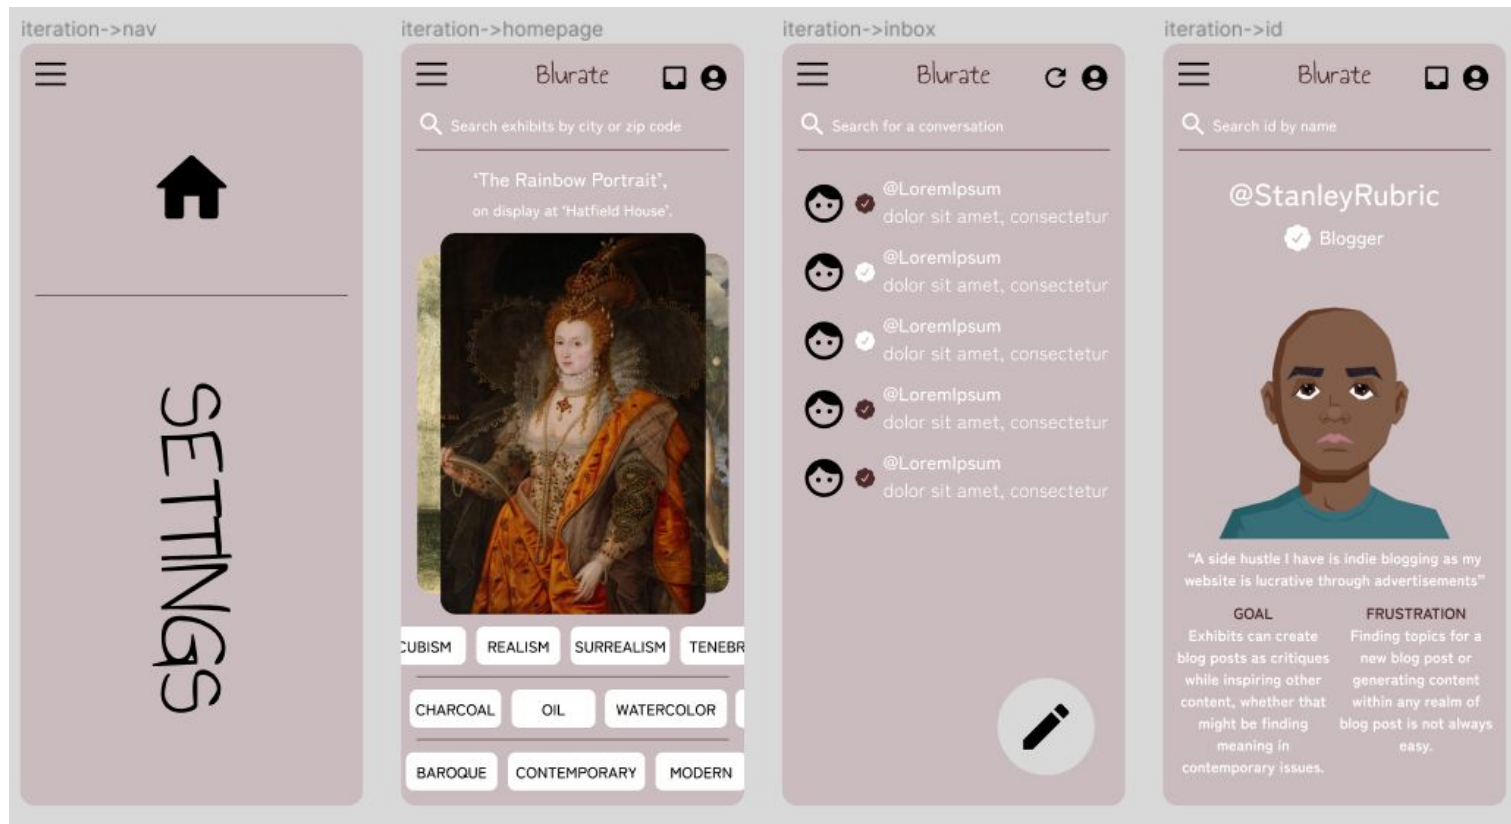 iteration->nav
SETTINGS
iteration->homepage
Blurate
Search exhibits by city or zip code
‘The Rainbow Portrait’,
on display at ‘Hatfield House’.
CUBISM REALISM SURREALISM TENEBR
CHARCOAL OIL WATERCOLOR
BAROQUE CONTEMPORARY MODERN
iteration->inbox
Blurate
Search for a conversation
@LoremIpsum
dolor sit amet, consectetur
@LoremIpsum
dolor sit amet, consectetur
@LoremIpsum
dolor sit amet, consectetur
@LoremIpsum
dolor sit amet, consectetur
@LoremIpsum
dolor sit amet, consectetur
iteration->id
Blurate
Search id by name
@StanleyRubric
Blogger
“A side hustle I have is indie blogging as my
website is lucrative through advertisements”
GOAL
Exhibits can create
blog posts as critiques
while inspiring other
content, whether that
might be finding
meaning in
contemporary issues.
FRUSTRATION
Finding topics for a
new blog post or
generating content
within any realm of
blog post is not always
easy.